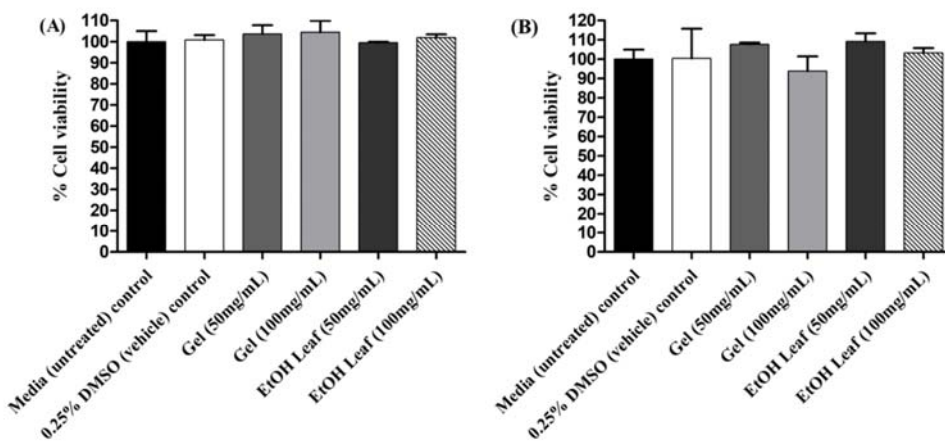 (A)
% Cell viability
110
100
90
80
70
60
50
40
30
20
10
0
Media (untreated) control
0.25% DMSO (vehicle) control
Gel (50mg/mL)
Gel (100mg/mL)
EtOH Leaf (50mg/mL)
EtOH Leaf (100mg/mL)
(B)
% Cell viability
120
110
100
90
80
70
60
50
40
30
20
10
0
Media (untreated) control
0.25% DMSO (vehicle) control
Gel (50mg/mL)
Gel (100mg/mL)
EtOH Leaf (50mg/mL)
EtOH Leaf (100mg/mL)